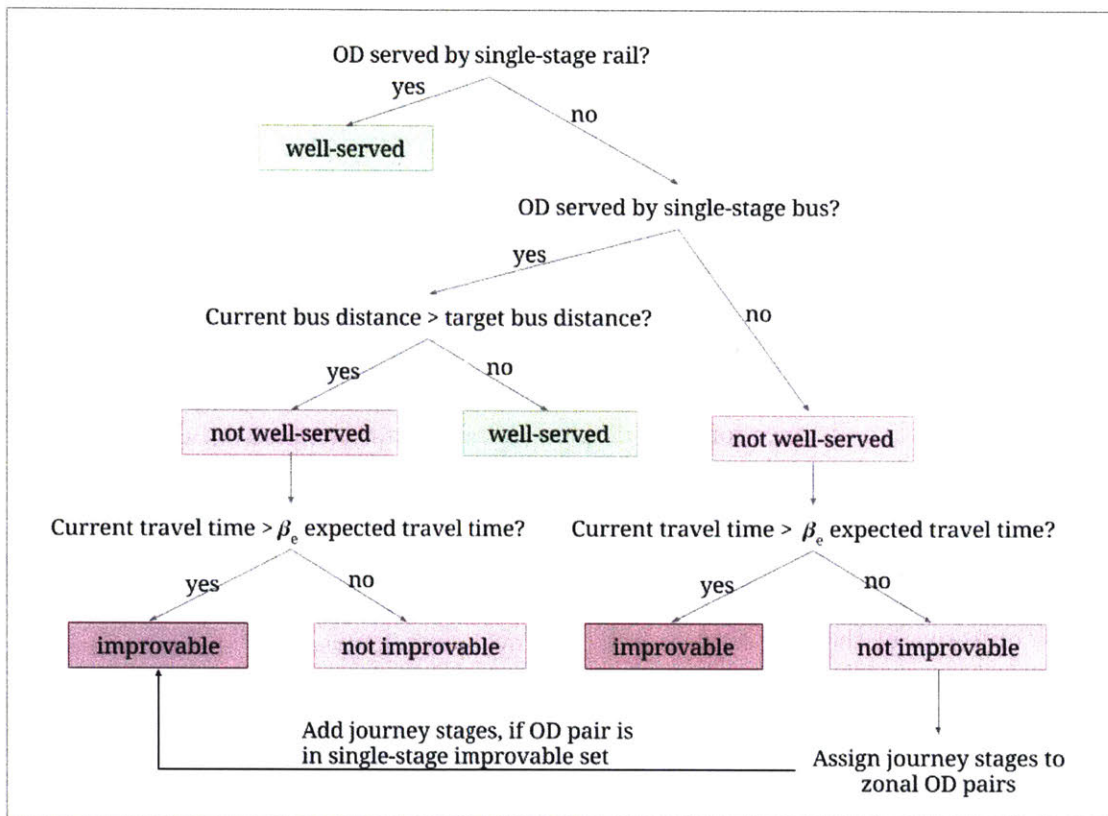 OD served by single-stage rail?
yes
no
well-served
OD served by single-stage bus?
yes
no
Current bus distance > target bus distance?
yes
no
not well-served
well-served
not well-served
Current travel time > βe expected travel time?
Current travel time > βe expected travel time?
yes
no
yes
no
improvable
not improvable
improvable
not improvable
Add journey stages, if OD pair is
in single-stage improvable set
Assign journey stages to
zonal OD pairs